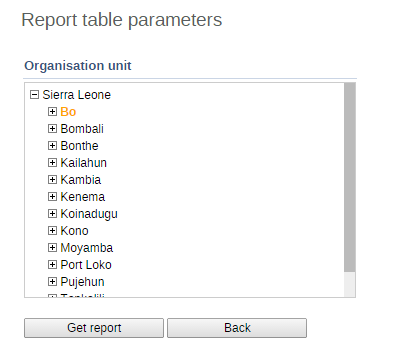 Report table parameters
Organisation unit
Sierra Leone
Bo
Bombali
Bonthe
Kailahun
Kambia
Kenema
Koinadugu
Kono
Moyamba
Port Loko
Pujehun
Tonkolili
Get report
Back